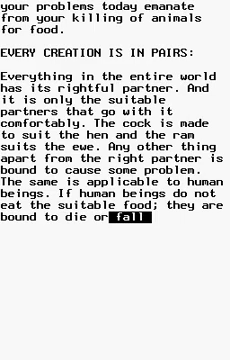 your problems today emanate
from your killing of animals
for food.
EVERY CREATION IS IN PAIRS:
Everything in the entire world
has its rightful partner. And
it is only the suitable
partners that go with it
comfortably. The cock is made
to suit the hen and the ram
suits the ewe. Any other thing
apart from the right partner is
bound to cause some problem.
The same is applicable to human
beings. If human beings do not
eat the suitable food; they are
bound to die or fall